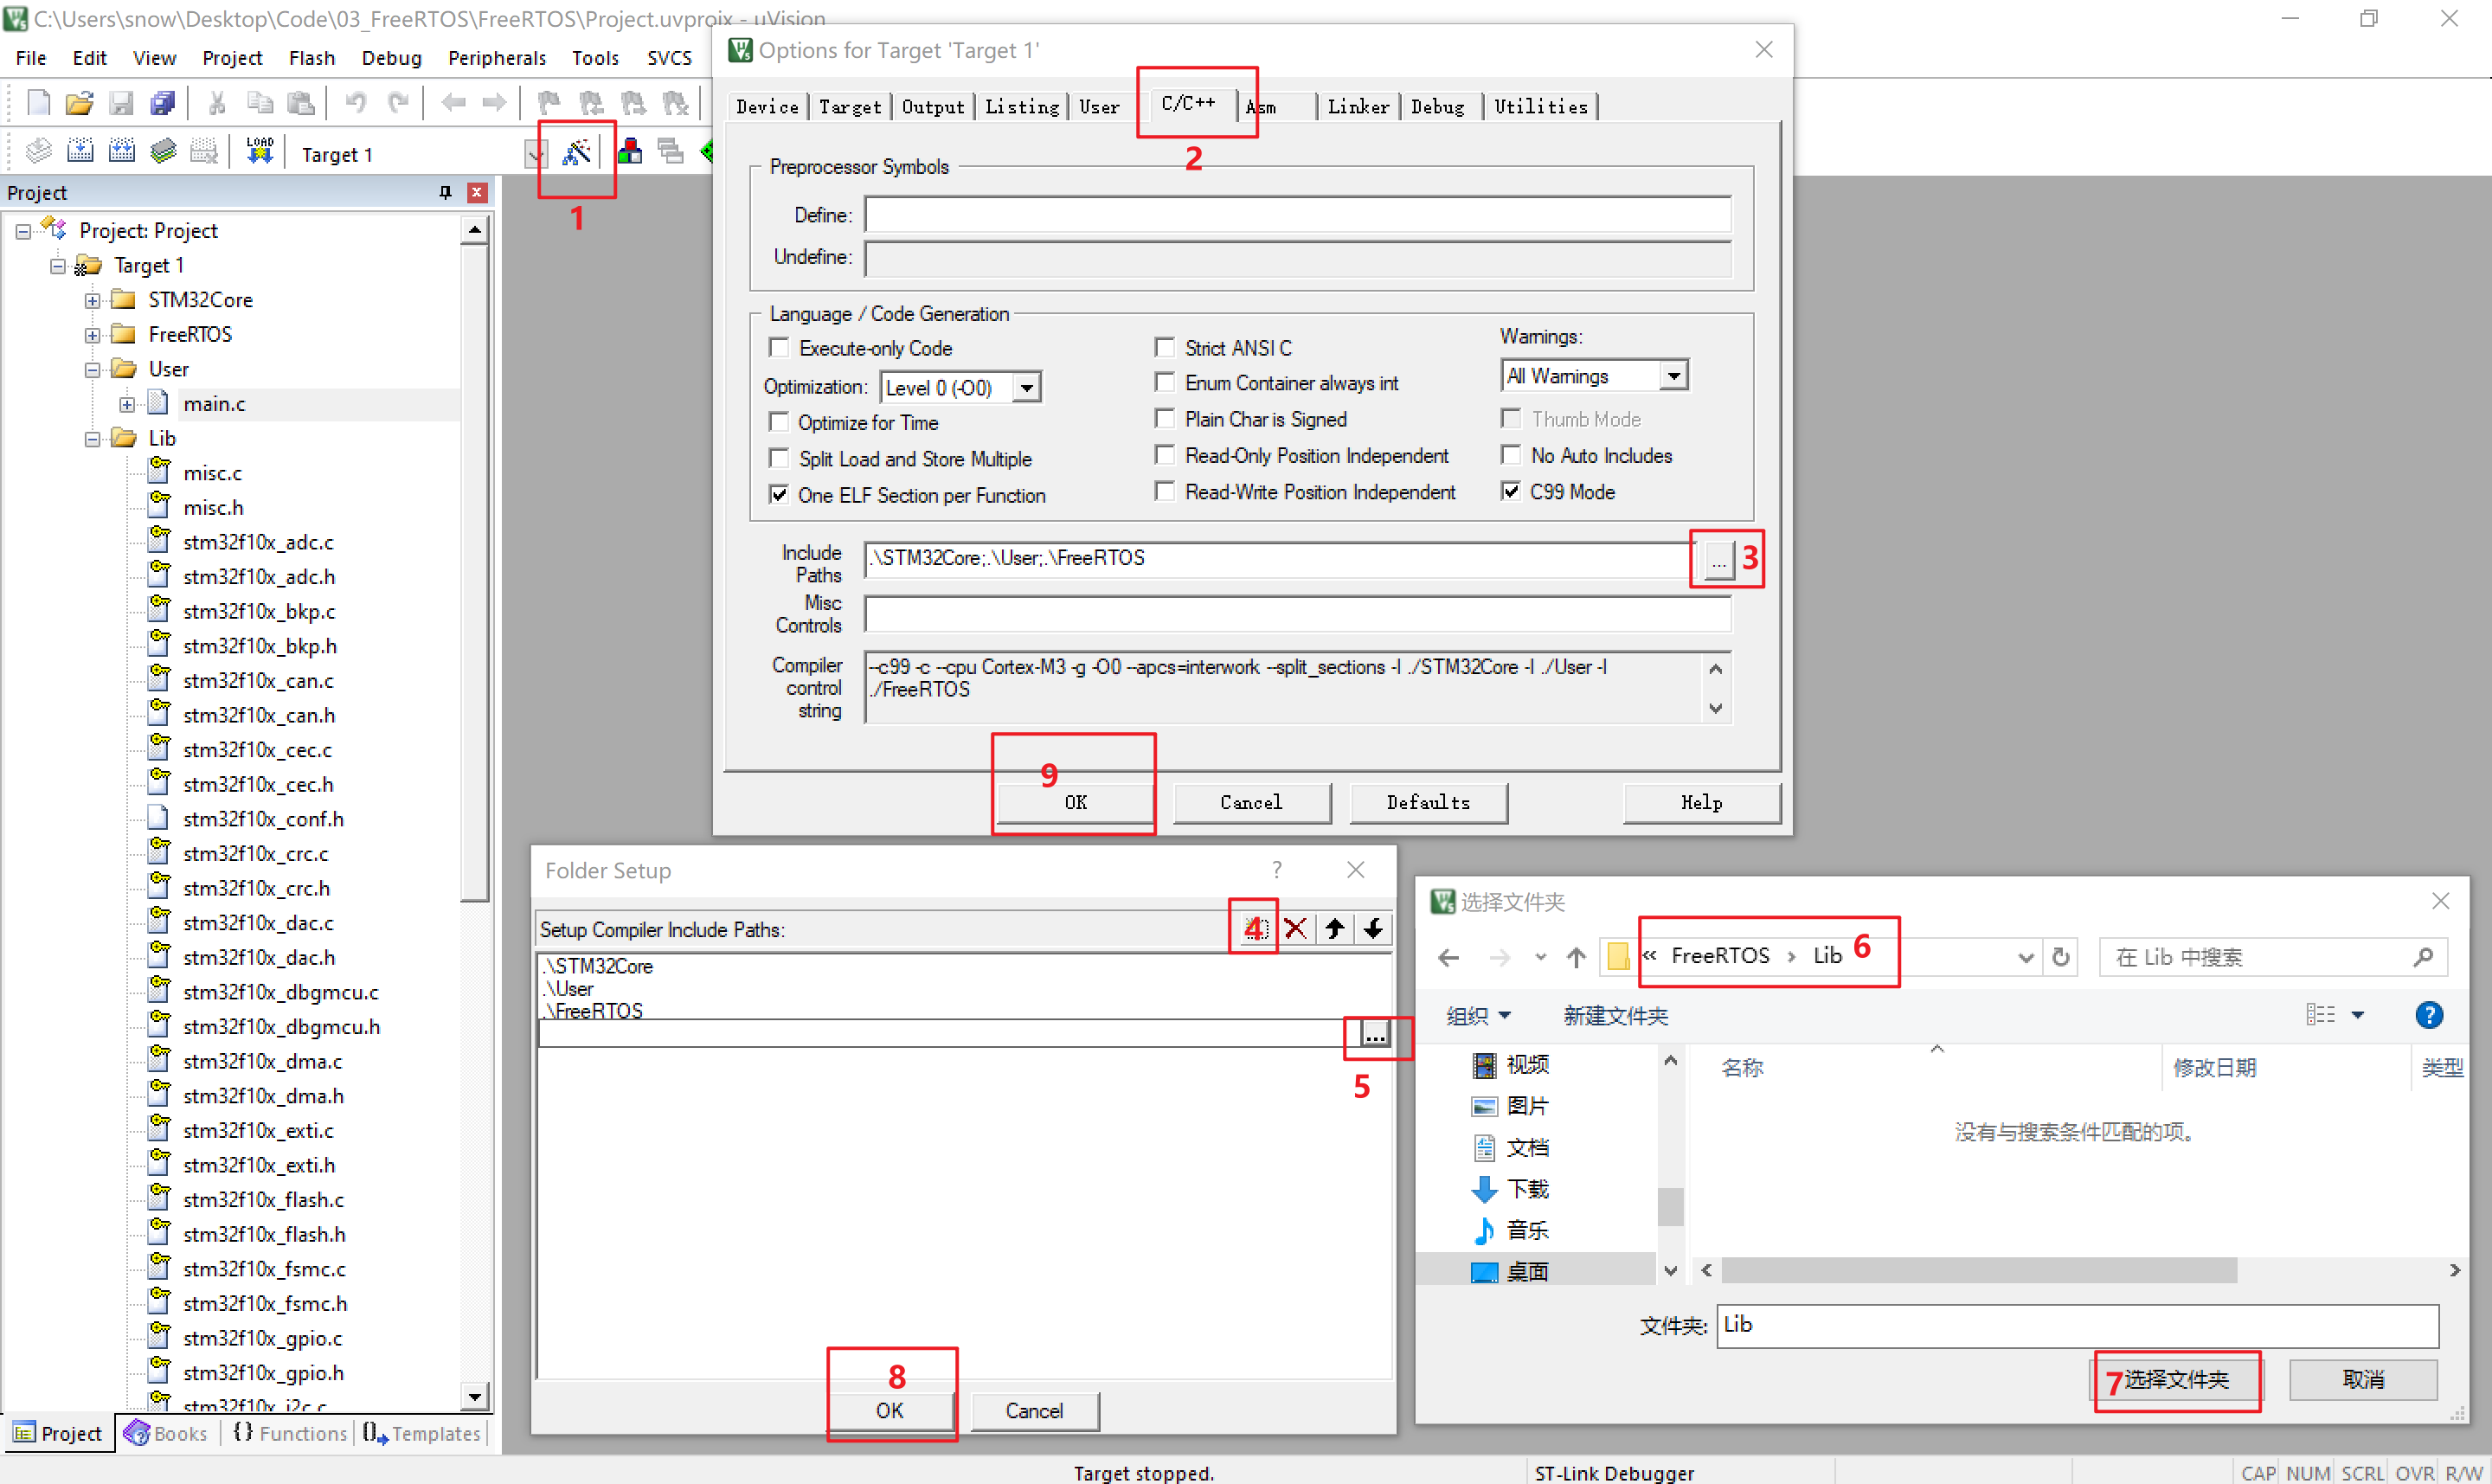 C:\Users\snow\Desktop\Code\03_FreeRTOS\FreeRTOS\Project.uvprojx - µVision
File Edit View Project Flash Debug Peripherals Tools SVCS
LOAD
Target 1
1
Project
Project: Project
Target 1
STM32Core
FreeRTOS
User
main.c
Lib
misc.c
misc.h
stm32f10x_adc.c
stm32f10x_adc.h
stm32f10x_bkp.c
stm32f10x_bkp.h
stm32f10x_can.c
stm32f10x_can.h
stm32f10x_cec.c
stm32f10x_cec.h
stm32f10x_conf.h
stm32f10x_crc.c
stm32f10x_crc.h
stm32f10x_dac.c
stm32f10x_dac.h
stm32f10x_dbgmcu.c
stm32f10x_dbgmcu.h
stm32f10x_dma.c
stm32f10x_dma.h
stm32f10x_exti.c
stm32f10x_exti.h
stm32f10x_flash.c
stm32f10x_flash.h
stm32f10x_fsmc.c
stm32f10x_fsmc.h
stm32f10x_gpio.c
stm32f10x_gpio.h
stm32f10x_i2c.c
Project Books {} Functions Templates
Options for Target 'Target 1'
Device Target Output Listing User C/C++ Asm Linker Debug Utilities
2
Preprocessor Symbols
Define:
Undefine:
Language / Code Generation
Execute-only Code
Optimization: Level 0 (-O0)
Optimize for Time
Split Load and Store Multiple
One ELF Section per Function
Strict ANSI C
Enum Container always int
Plain Char is Signed
Read-Only Position Independent
Read-Write Position Independent
Warnings:
All Warnings
Thumb Mode
No Auto Includes
C99 Mode
Include
Paths
.\STM32Core;.\User;.\FreeRTOS
... 3
Misc
Controls
Compiler
control
string
--c99 -c --cpu Cortex-M3 -g -O0 --apcs=interwork --split_sections -I ./STM32Core -I ./User -I
./FreeRTOS
9
OK Cancel Defaults Help
Folder Setup ?
Setup Compiler Include Paths: 4
.\STM32Core
.\User
.\FreeRTOS
...
5
8
OK Cancel
选择文件夹
« FreeRTOS › Lib 6
在 Lib 中搜索
组织 新建文件夹 ?
视频
图片
文档
下载
音乐
桌面
名称 修改日期 类型
没有与搜索条件匹配的项。
文件夹: Lib
7 选择文件夹 取消
Target stopped. ST-Link Debugger CAP NUM SCRL OVR R/W